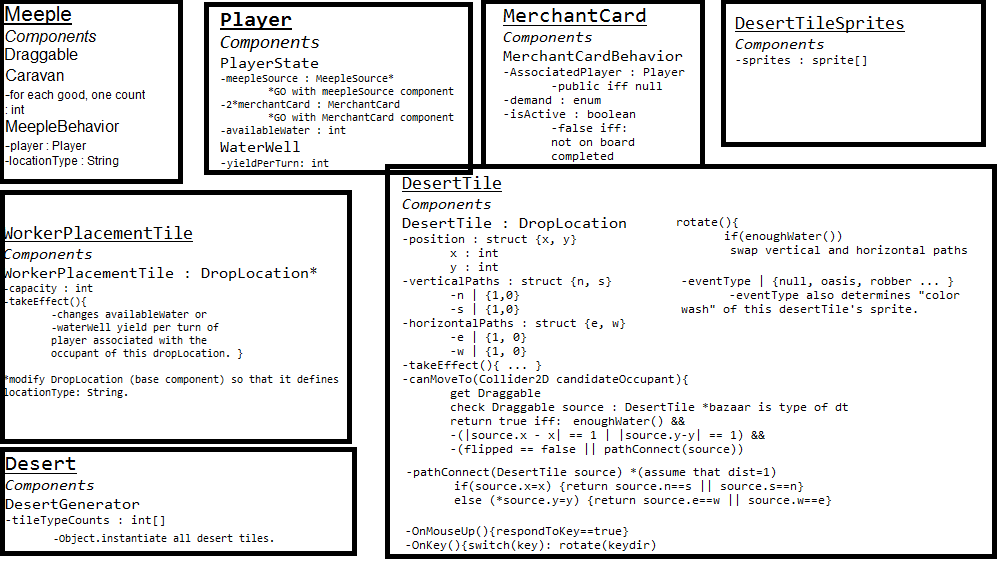 Meeple
Components
Draggable
Caravan
-for each good, one count
: int
MeepleBehavior
-player : Player
-locationType : String
Player
Components
PlayerState
-meepleSource : MeepleSource*
*GO with meepleSource component
-2*merchantCard : MerchantCard
*GO with MerchantCard component
-availableWater : int
WaterWell
-yieldPerTurn: int
MerchantCard
Components
MerchantCardBehavior
-AssociatedPlayer : Player
-public iff null
-demand : enum
-isActive : boolean
-false iff:
not on board
completed
DesertTileSprites
Components
-sprites : sprite[]
WorkerPlacementTile
Components
WorkerPlacementTile : DropLocation*
-capacity : int
-takeEffect(){
-changes availableWater or
-waterWell yield per turn of
player associated with the
occupant of this dropLocation. }
*modify DropLocation (base component) so that it defines
locationType: String.
Desert
Components
DesertGenerator
-tileTypeCounts : int[]
-Object.instantiate all desert tiles.
DesertTile
Components
DesertTile : DropLocation
-position : struct {x, y}
x : int
y : int
-verticalPaths : struct {n, s}
-n | {1,0}
-s | {1,0}
-horizontalPaths : struct {e, w}
-e | {1, 0}
-w | {1, 0}
-takeEffect(){ ... }
-canMoveTo(Collider2D candidateOccupant){
get Draggable
check Draggable source : DesertTile *bazaar is type of dt
return true iff: enoughWater() &&
-(|source.x - x| == 1 | |source.y-y| == 1) &&
-(flipped == false || pathConnect(source))
-pathConnect(DesertTile source) *(assume that dist=1)
if(source.x=x) {return source.n==s || source.s==n}
else (*source.y=y) {return source.e==w || source.w==e}
-OnMouseUp(){respondToKey==true}
-OnKey(){switch(key): rotate(keydir)
rotate(){
if(enoughWater())
swap vertical and horizontal paths
-eventType | {null, oasis, robber ... }
-eventType also determines "color
wash" of this desertTile's sprite.